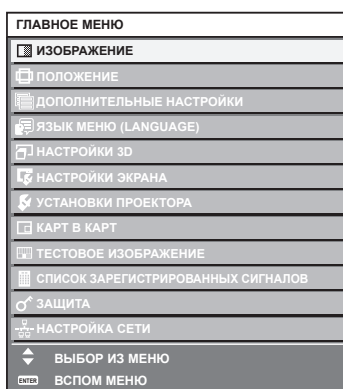 ГЛАВНОЕ МЕНЮ
ИЗОБРАЖЕНИЕ
ПОЛОЖЕНИЕ
ДОПОЛНИТЕЛЬНЫЕ НАСТРОЙКИ
ЯЗЫК МЕНЮ (LANGUAGE)
НАСТРОЙКИ 3D
НАСТРОЙКИ ЭКРАНА
УСТАНОВКИ ПРОЕКТОРА
КАРТ В КАРТ
ТЕСТОВОЕ ИЗОБРАЖЕНИЕ
СПИСОК ЗАРЕГИСТРИРОВАННЫХ СИГНАЛОВ
ЗАЩИТА
НАСТРОЙКА СЕТИ
ВЫБОР ИЗ МЕНЮ
ENTER ВСПОМ МЕНЮ